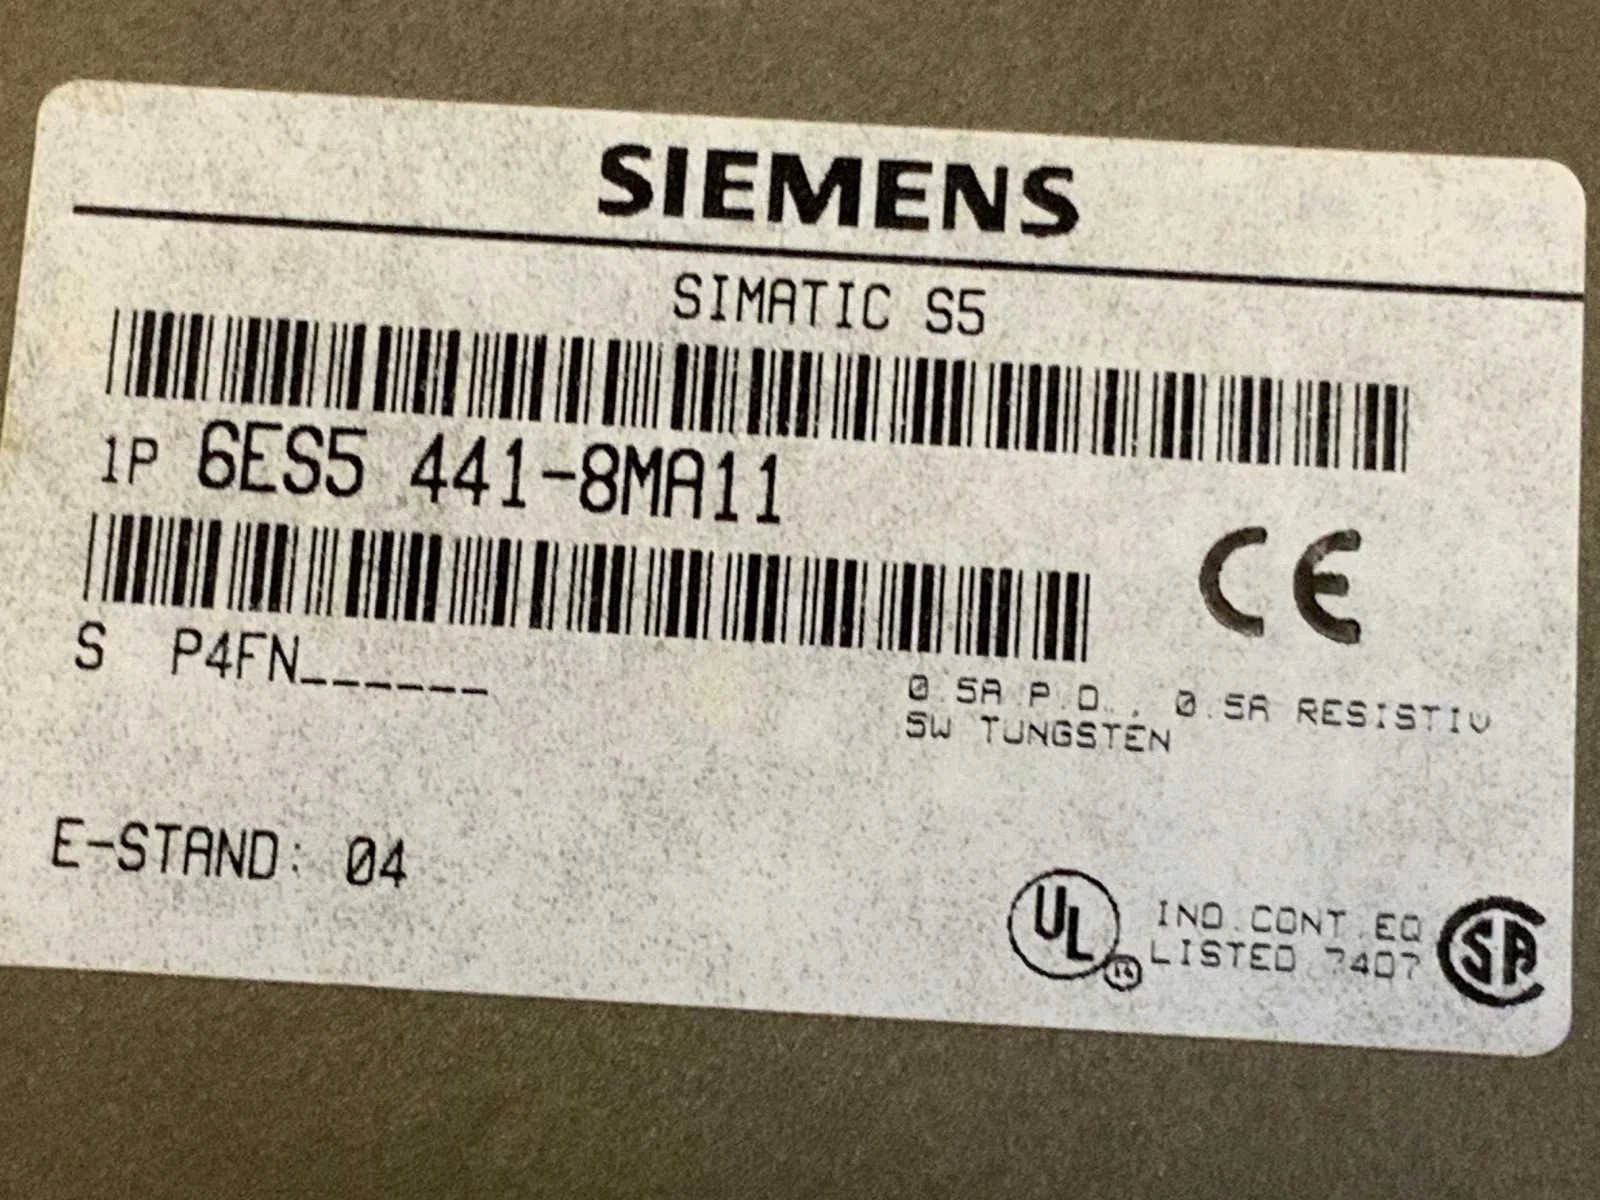 SIEMENS
SIMATIC S5
1P 6ES5 441-8MA11
S P4FN______
CE
0.5A P.D., 0.5A RESISTIV
5W TUNGSTEN
E-STAND: 04
UL
IND.CONT.EQ
LISTED 7407
SA